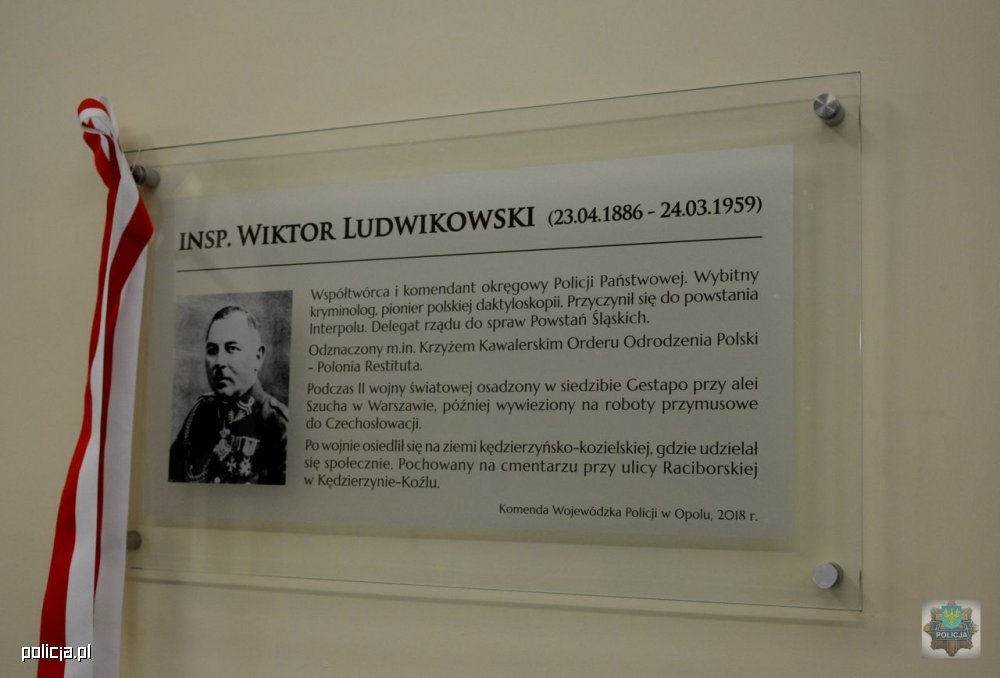 INSP. WIKTOR LUDWIKOWSKI (23.04.1886 - 24.03.1959)
Współtwórca i komendant okręgowy Policji Państwowej. Wybitny
kryminolog, pionier polskiej daktyloskopii. Przyczynił się do powstania
Interpolu. Delegat rządu do spraw Powstań Śląskich.
Odznaczony m.in. Krzyżem Kawalerskim Orderu Odrodzenia Polski
- Polonia Restituta.
Podczas II wojny światowej osadzony w siedzibie Gestapo przy alei
Szucha w Warszawie, później wywieziony na roboty przymusowe
do Czechosłowacji.
Po wojnie osiedlił się na ziemi kędzierzyńsko-kozielskiej, gdzie udzielał
się społecznie. Pochowany na cmentarzu przy ulicy Raciborskiej
w Kędzierzynie-Koźlu.
Komenda Wojewódzka Policji w Opolu, 2018 r.
policja.pl
POLICJA